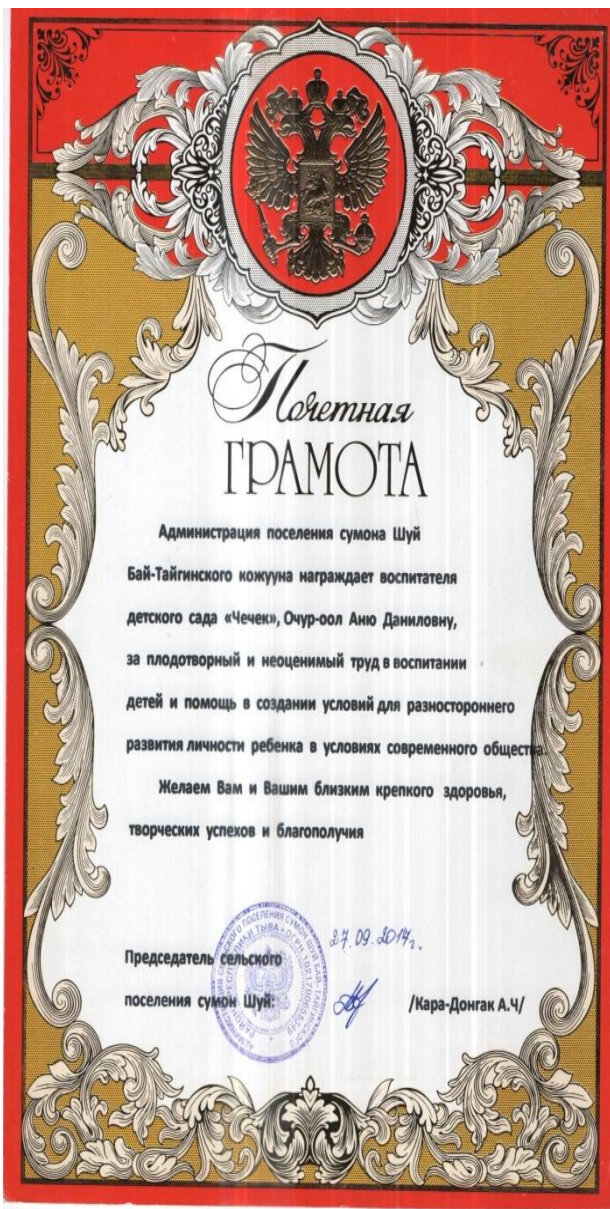 Почетная
ГРАМОТА
Администрация поселения сумона Шуй
Бай-Тайгинского кожууна награждает воспитателя
детского сада «Чечек», Очур-оол Аню Даниловну,
за плодотворный и неоценимый труд в воспитании
детей и помощь в создании условий для разностороннего
развития личности ребенка в условиях современного общества.
Желаем Вам и Вашим близким крепкого здоровья,
творческих успехов и благополучия
27.09.2017г.
Председатель сельского
поселения сумон Шуй:
/Кара-Донгак А.Ч/